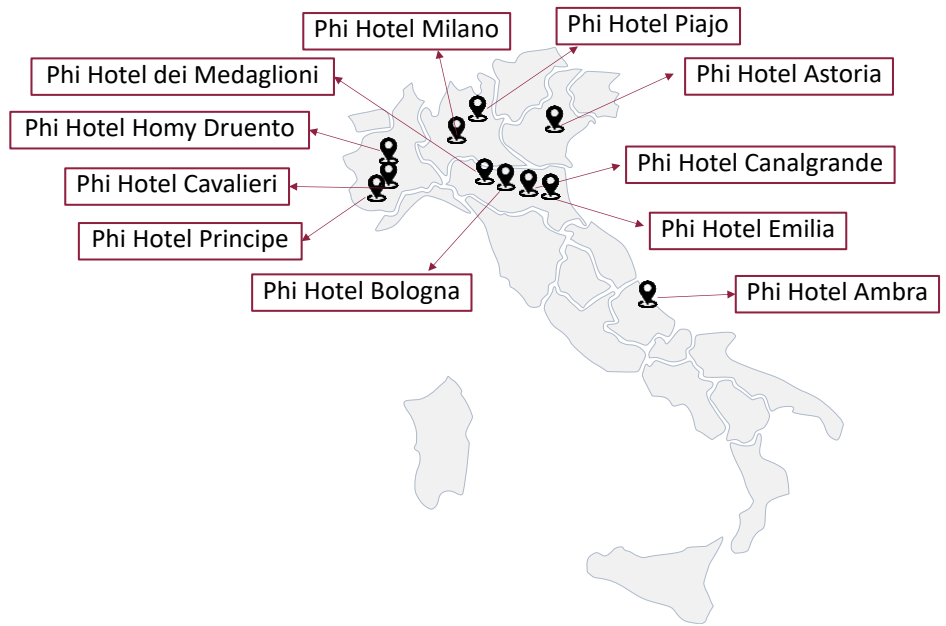 Phi Hotel Milano
Phi Hotel Piajo
Phi Hotel dei Medaglioni
Phi Hotel Astoria
Phi Hotel Homy Druento
Phi Hotel Canalgrande
Phi Hotel Cavalieri
Phi Hotel Emilia
Phi Hotel Principe
Phi Hotel Bologna
Phi Hotel Ambra